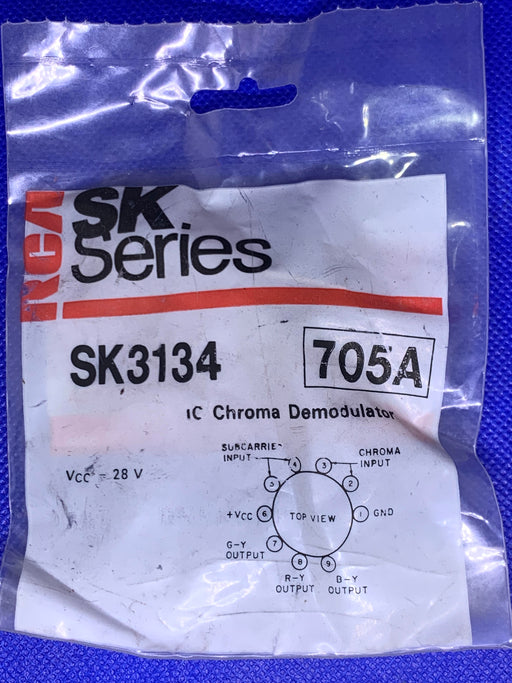 RCA
SK
Series
SK3134 705A
IC Chroma Demodulator
Vcc = 28 V
SUBCARRIER
INPUT
CHROMA
INPUT
4 3
5 2
+VCC 6 TOP VIEW 1 GND
G-Y 7
OUTPUT
8 9
R-Y
OUTPUT
B-Y
OUTPUT